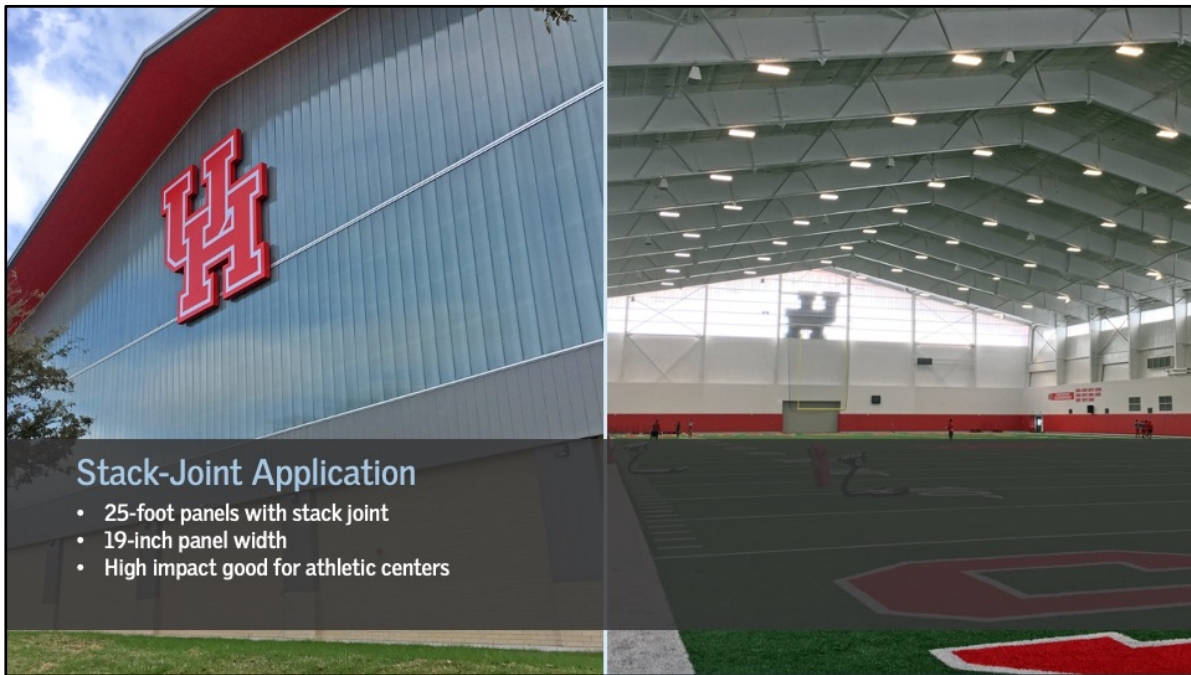 UH
Stack-Joint Application
• 25-foot panels with stack joint
• 19-inch panel width
• High impact good for athletic centers